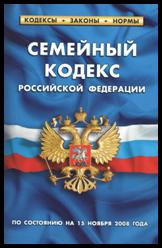 КОДЕКСЫ • ЗАКОНЫ • НОРМЫ
СЕМЕЙНЫЙ
КОДЕКС
РОССИЙСКОЙ ФЕДЕРАЦИИ
ПО СОСТОЯНИЮ НА 15 НОЯБРЯ 2008 ГОДА